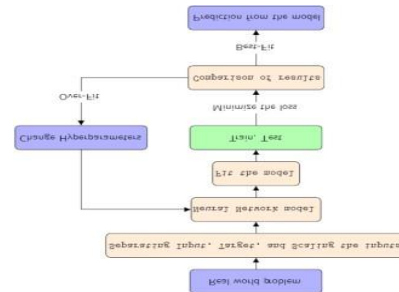 Prediction from the model
Best-Fit
Comparison of results
Over-Fit
Minimize the loss
Change Hyperparameters
Train, Test
Fit the model
Neural Network model
Separating Input, Target, and Scaling the inputs
Real world problem